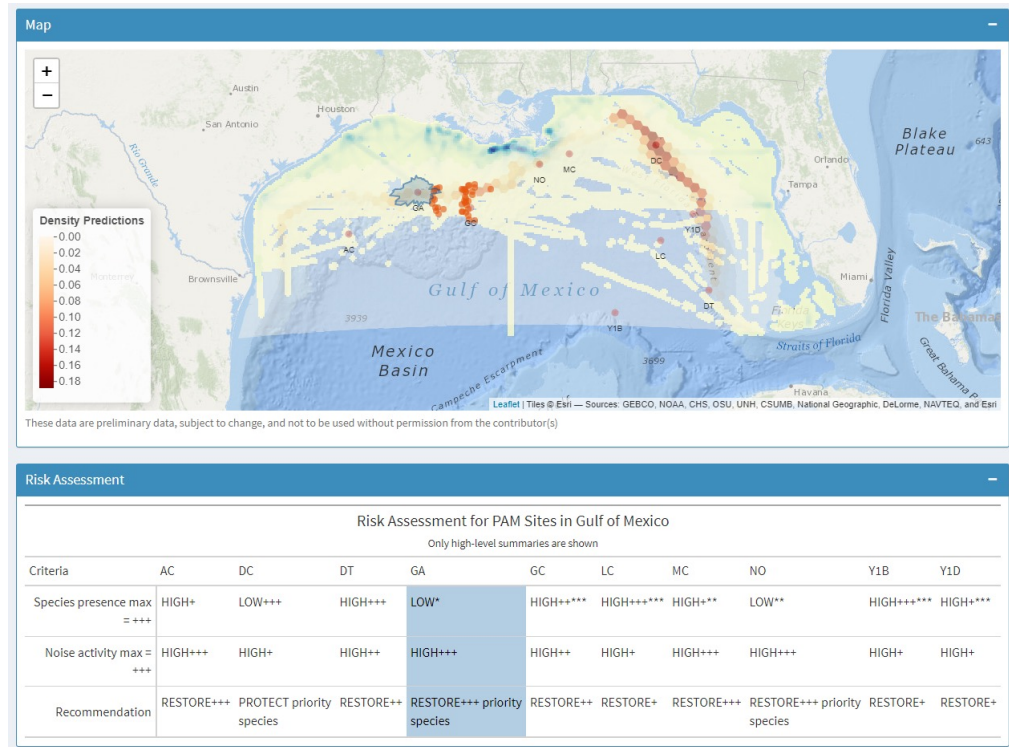 Map
−
+
−
Austin
Houston
San Antonio
Rio Grande
Blake
Plateau
643
Orlando
Tampa
DC
MC
NO
GA
GC
Density Predictions
0.00
0.02
0.04
0.06
0.08
0.10
0.12
0.14
0.16
0.18
Monterrey
AC
Brownsville
Y1D
LC
DT
Y1B
Miami
Florida Valley
Gulf of Mexico
3939
Mexico
Basin
Campeche Escarpment
3699
Florida
Keys
The Bahamas
Straits of Florida
Great Bahama
Havana
Leaflet | Tiles © Esri — Sources: GEBCO, NOAA, CHS, OSU, UNH, CSUMB, National Geographic, DeLorme, NAVTEQ, and Esri
These data are preliminary data, subject to change, and not to be used without permission from the contributor(s)
Risk Assessment
−
Risk Assessment for PAM Sites in Gulf of Mexico
Only high-level summaries are shown
Criteria AC DC DT GA GC LC MC NO Y1B Y1D
Species presence max HIGH+ LOW+++ HIGH+++ LOW* HIGH++*** HIGH+++*** HIGH+** LOW** HIGH+++*** HIGH+***
= +++
Noise activity max = HIGH+++ HIGH+ HIGH++ HIGH+++ HIGH++ HIGH+ HIGH+++ HIGH+++ HIGH+ HIGH+
+++
Recommendation RESTORE+++ PROTECT priority RESTORE++ RESTORE+++ priority RESTORE++ RESTORE+ RESTORE+++ RESTORE+++ priority RESTORE+ RESTORE+
species species species